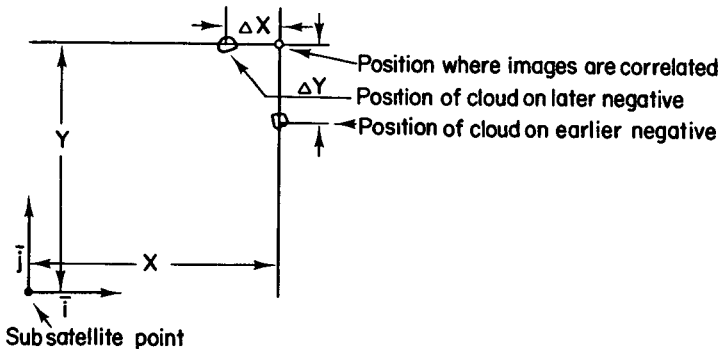 ΔX
Position where images are correlated
ΔY
Position of cloud on later negative
Position of cloud on earlier negative
Y
X
j̄
ī
Subsatellite point